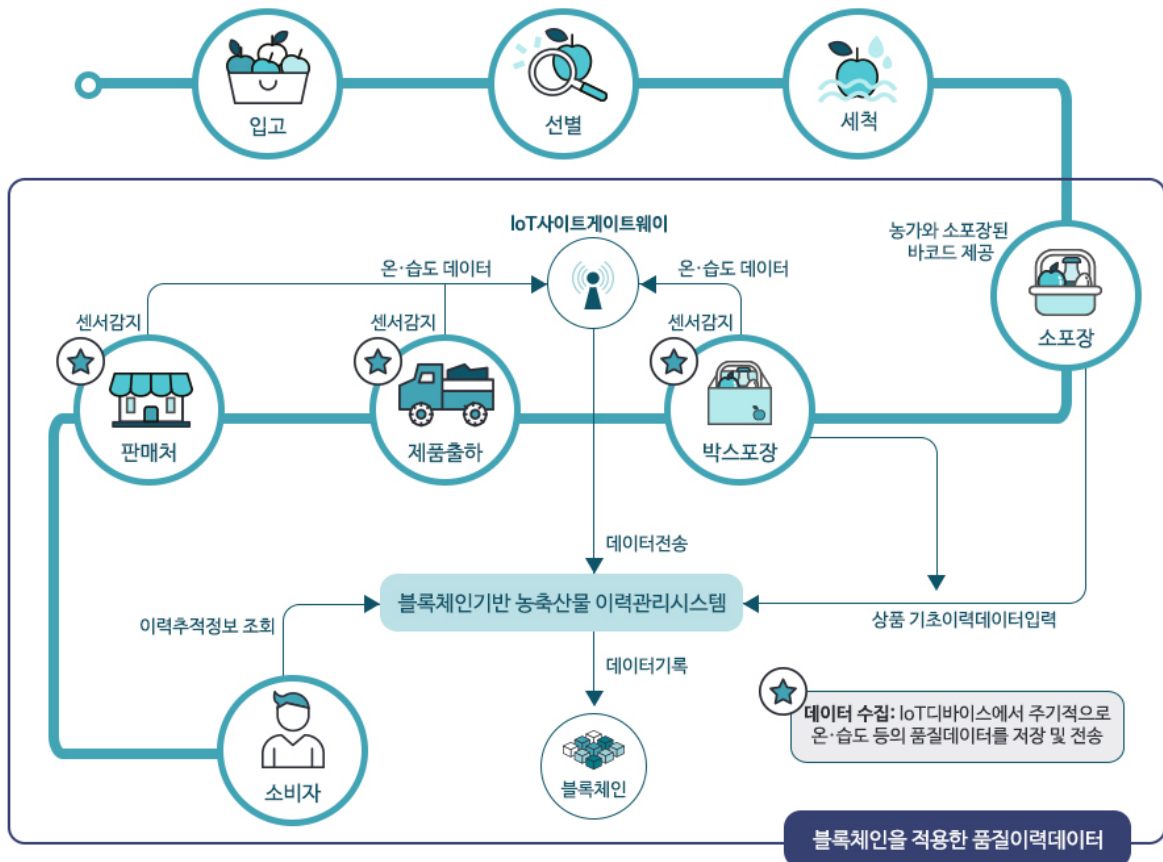 입고
선별
세척
IoT사이트게이트웨이
농가와 소포장된
바코드 제공
온·습도 데이터
온·습도 데이터
센서감지
센서감지
센서감지
소포장
판매처
제품출하
박스포장
데이터전송
블록체인기반 농축산물 이력관리시스템
이력추적정보 조회
상품 기초이력데이터입력
데이터기록
데이터 수집: IoT디바이스에서 주기적으로
온·습도 등의 품질데이터를 저장 및 전송
소비자
블록체인
블록체인을 적용한 품질이력데이터